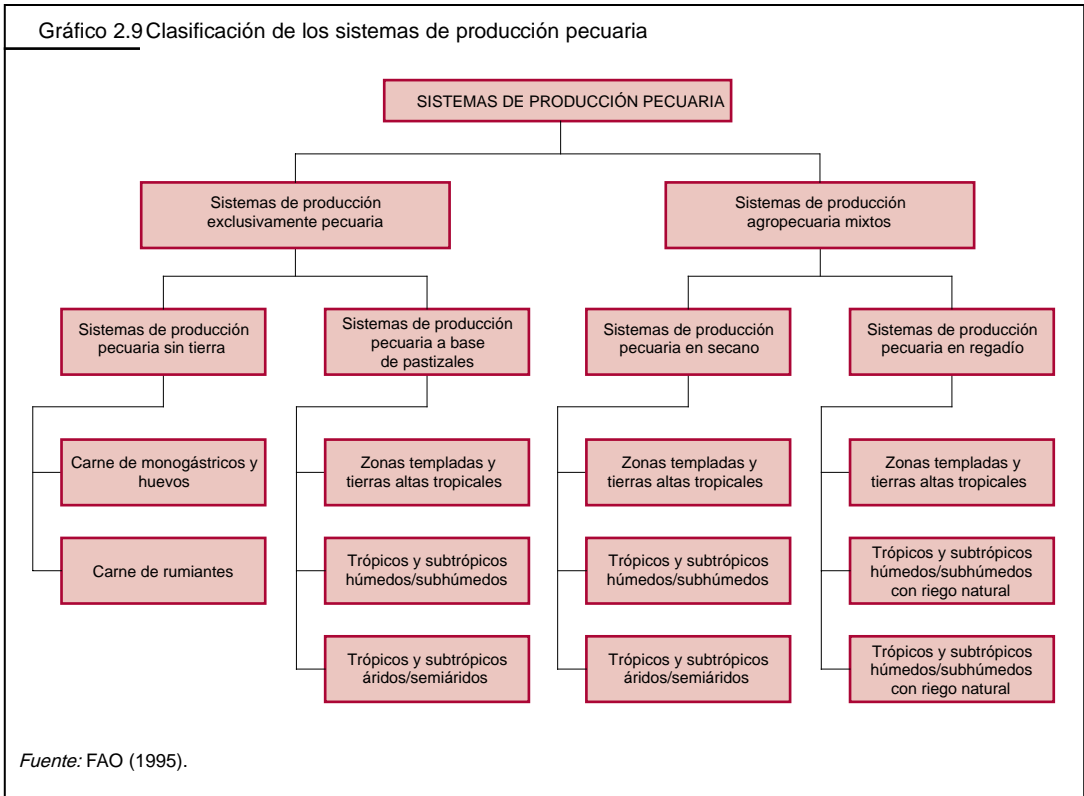 Gráfico 2.9 Clasificación de los sistemas de producción pecuaria
SISTEMAS DE PRODUCCIÓN PECUARIA
Sistemas de producción
exclusivamente pecuaria
Sistemas de producción
agropecuaria mixtos
Sistemas de producción
pecuaria sin tierra
Sistemas de producción
pecuaria a base
de pastizales
Sistemas de producción
pecuaria en secano
Sistemas de producción
pecuaria en regadío
Carne de monogástricos y
huevos
Zonas templadas y
tierras altas tropicales
Zonas templadas y
tierras altas tropicales
Zonas templadas y
tierras altas tropicales
Carne de rumiantes
Trópicos y subtrópicos
húmedos/subhúmedos
Trópicos y subtrópicos
húmedos/subhúmedos
Trópicos y subtrópicos
húmedos/subhúmedos
con riego natural
Trópicos y subtrópicos
áridos/semiáridos
Trópicos y subtrópicos
áridos/semiáridos
Trópicos y subtrópicos
húmedos/subhúmedos
con riego natural
Fuente: FAO (1995).